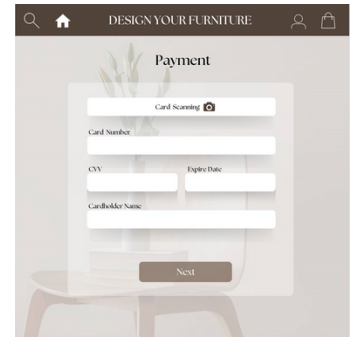 DESIGN YOUR FURNITURE
Payment
Card Scanning
Card Number
CVV Expire Date
Cardholder Name
Next